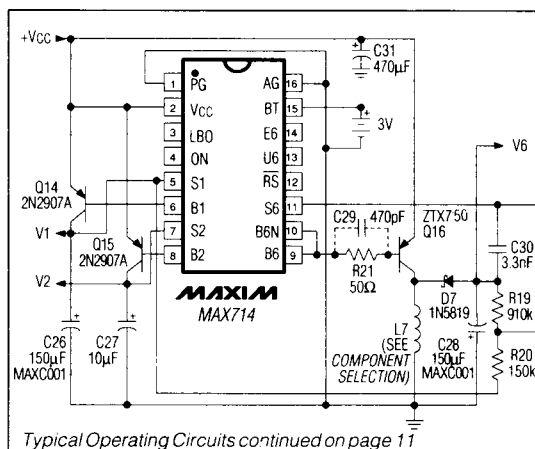 +VCC
C31
470µF
1 PG AG 16
2 VCC BT 15
3 LBO E6 14
4 ON U6 13
5 S1 RS 12
6 B1 S6 11
7 S2 B6N 10
8 B2 B6 9
3V
V6
Q14
2N2907A
V1
Q15
2N2907A
V2
C29 470pF
R21
50Ω
ZTX750
Q16
C30
3.3nF
MAXIM
MAX714
D7
1N5819
R19
910k
C26
150µF
MAXC001
C27
10µF
L7
(SEE
COMPONENT
SELECTION)
C28
150µF
MAXC001
R20
150k
Typical Operating Circuits continued on page 11